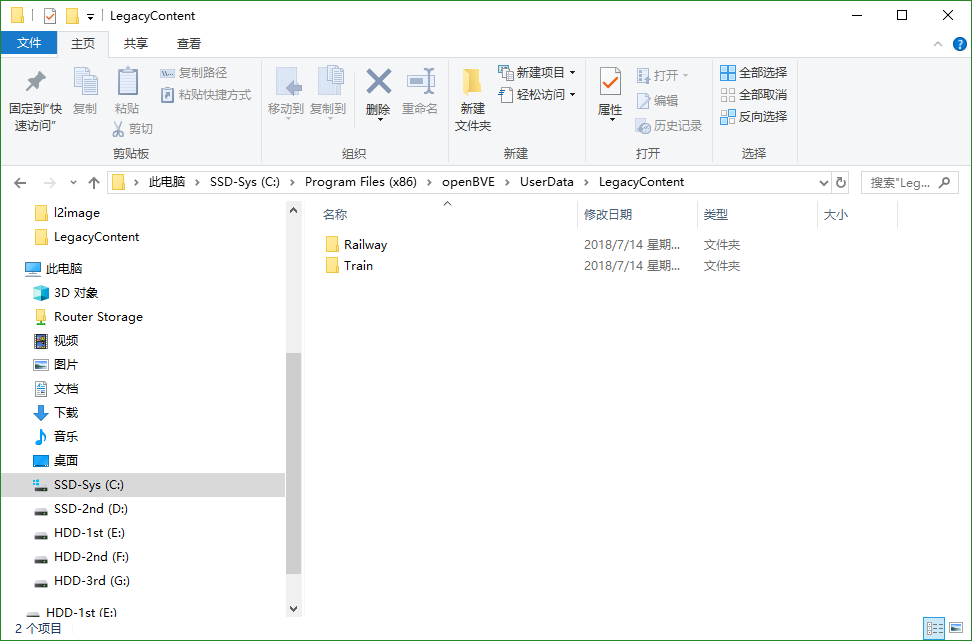 LegacyContent
文件 主页 共享 查看
固定到"快速访问"
复制
粘贴
复制路径
粘贴快捷方式
剪切
剪贴板
移动到 复制到 删除 重命名
组织
新建文件夹
新建项目
轻松访问
新建
属性
打开
编辑
历史记录
打开
全部选择
全部取消
反向选择
选择
此电脑 > SSD-Sys (C:) > Program Files (x86) > openBVE > UserData > LegacyContent
搜索"Leg...
l2image
LegacyContent
此电脑
3D 对象
Router Storage
视频
图片
文档
下载
音乐
桌面
SSD-Sys (C:)
SSD-2nd (D:)
HDD-1st (E:)
HDD-2nd (F:)
HDD-3rd (G:)
HDD-1st (E:)
名称 修改日期 类型 大小
Railway 2018/7/14 星期... 文件夹
Train 2018/7/14 星期... 文件夹
2 个项目